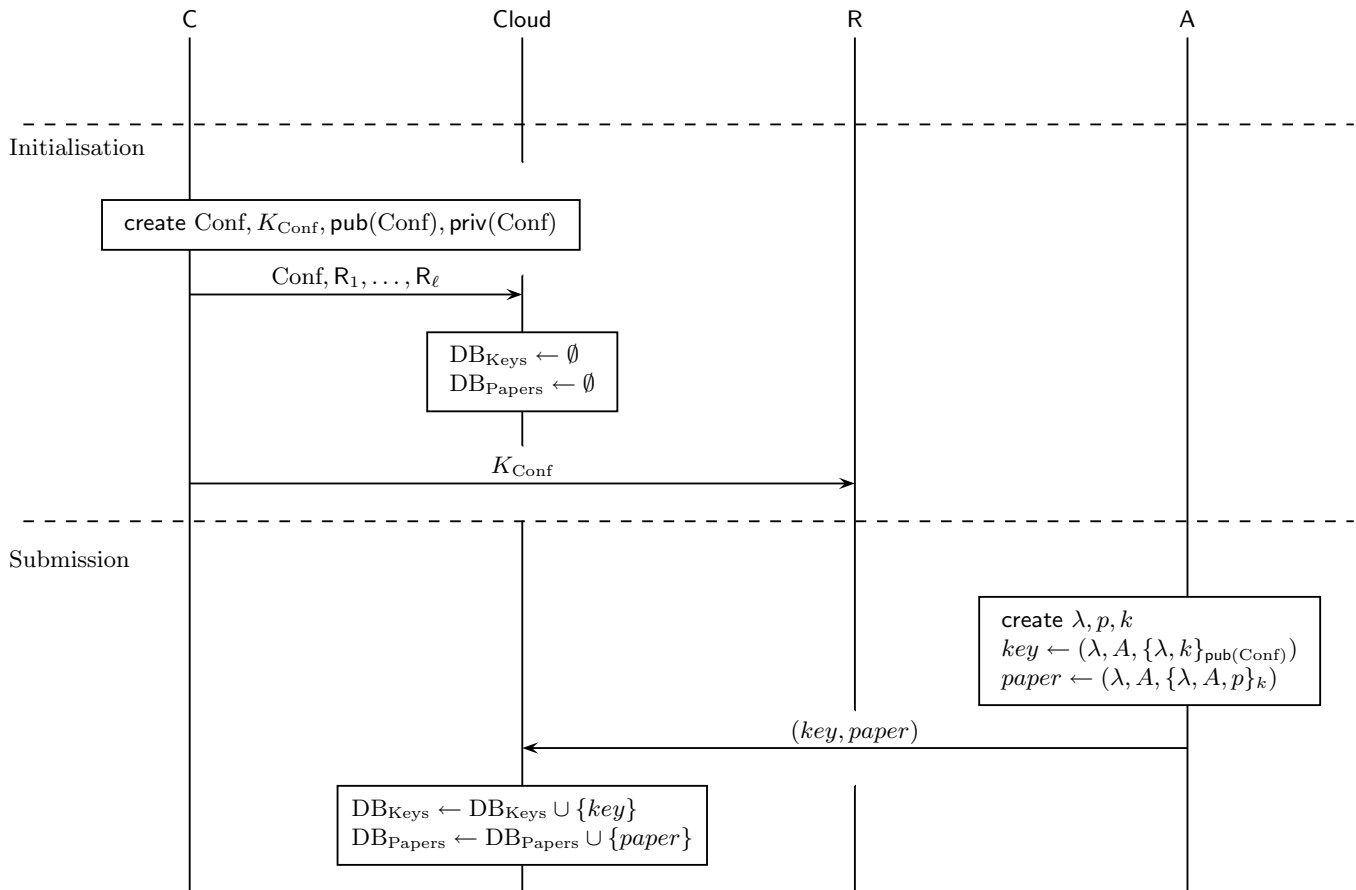 C Cloud R A
Initialisation
create Conf, K_Conf, pub(Conf), priv(Conf)
Conf, R_1, …, R_ℓ
DB_Keys ← ∅
DB_Papers ← ∅
K_Conf
Submission
create λ, p, k
key ← (λ, A, {λ, k}_pub(Conf))
paper ← (λ, A, {λ, A, p}_k)
(key, paper)
DB_Keys ← DB_Keys ∪ {key}
DB_Papers ← DB_Papers ∪ {paper}